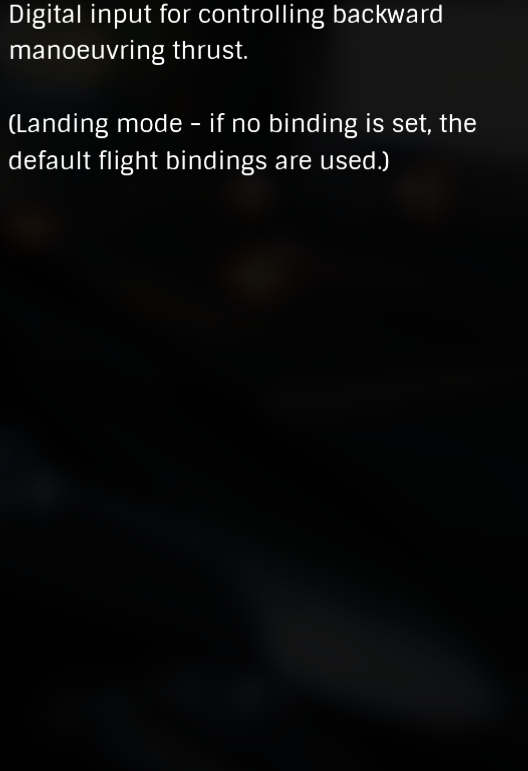 Digital input for controlling backward
manoeuvring thrust.
(Landing mode - if no binding is set, the
default flight bindings are used.)